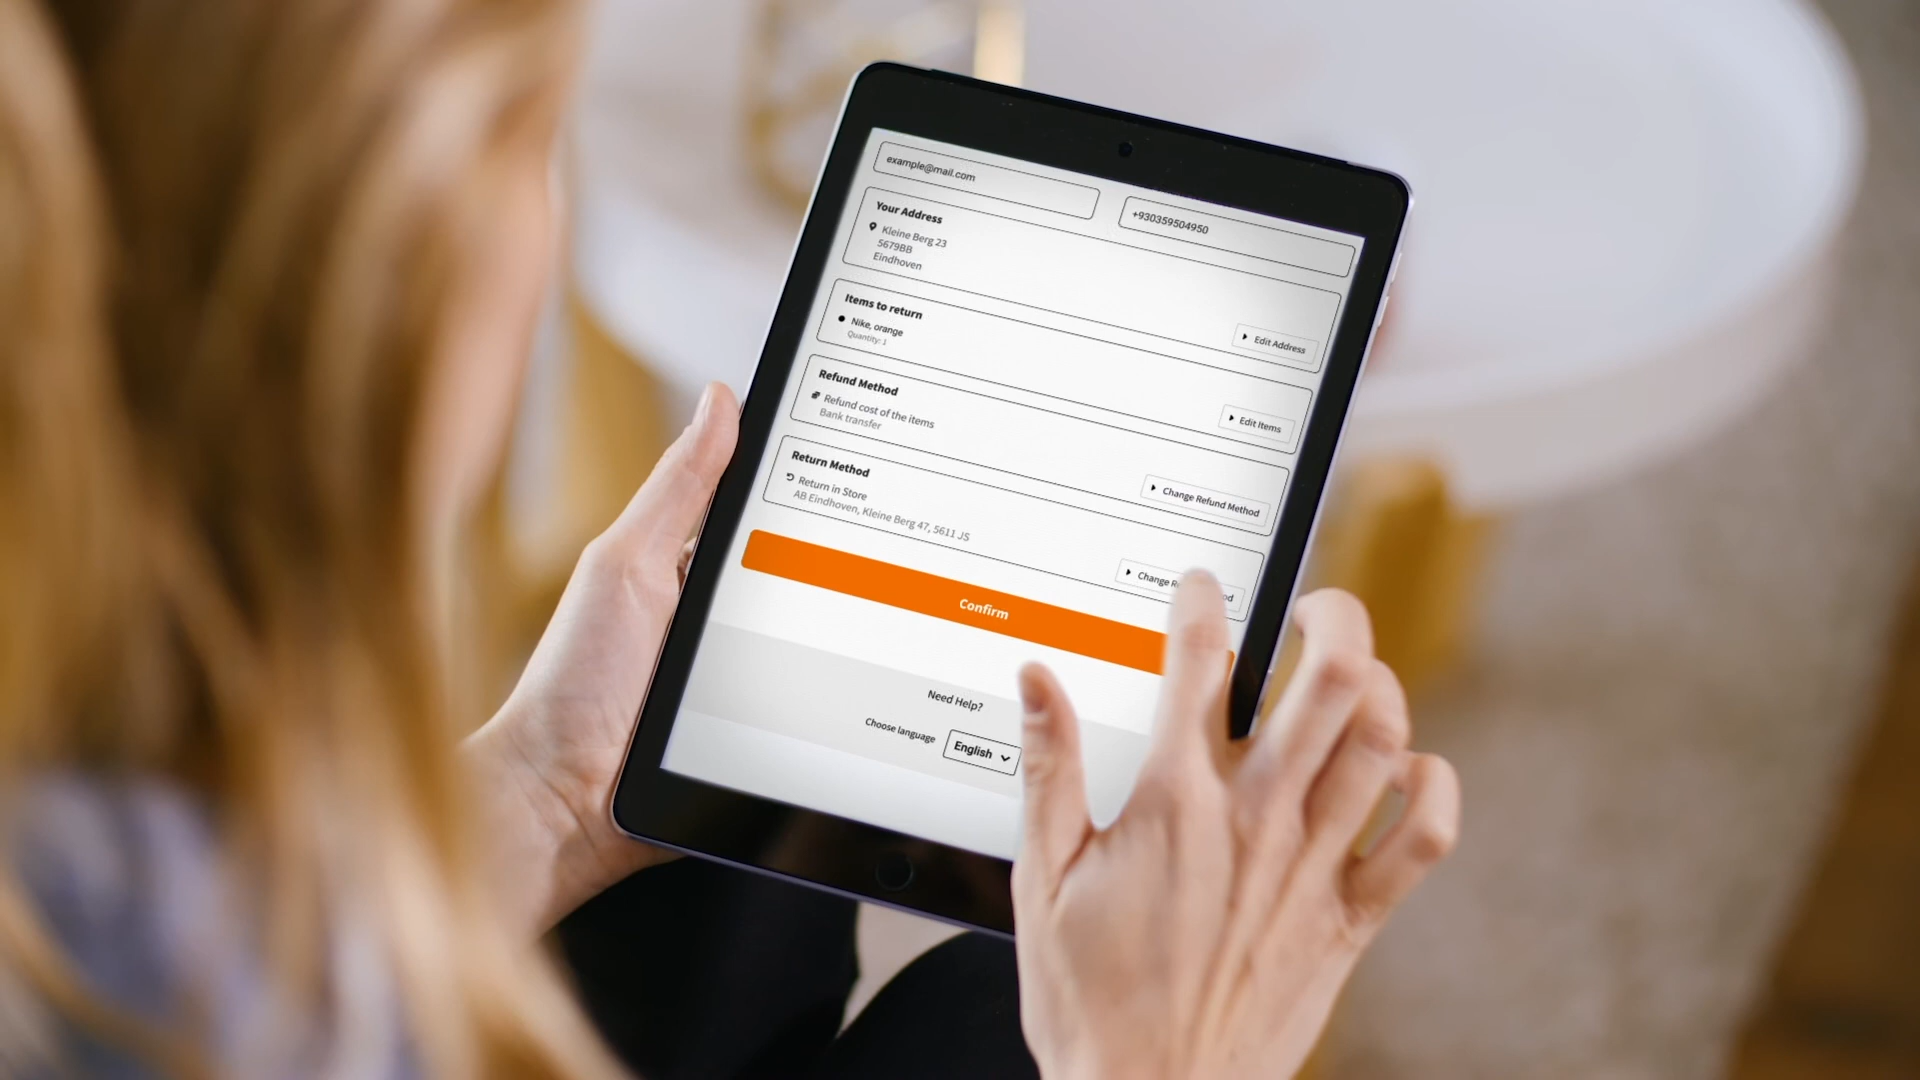 example@mail.com
+930359504950
Your Address
Kleine Berg 23
5679BB
Eindhoven
Edit Address
Items to return
Nike, orange
Quantity: 1
Edit Items
Refund Method
Refund cost of the items
Bank transfer
Change Refund Method
Return Method
Return in Store
AB Eindhoven, Kleine Berg 47, 5611 JS
Change
Confirm
Need Help?
Choose language
English